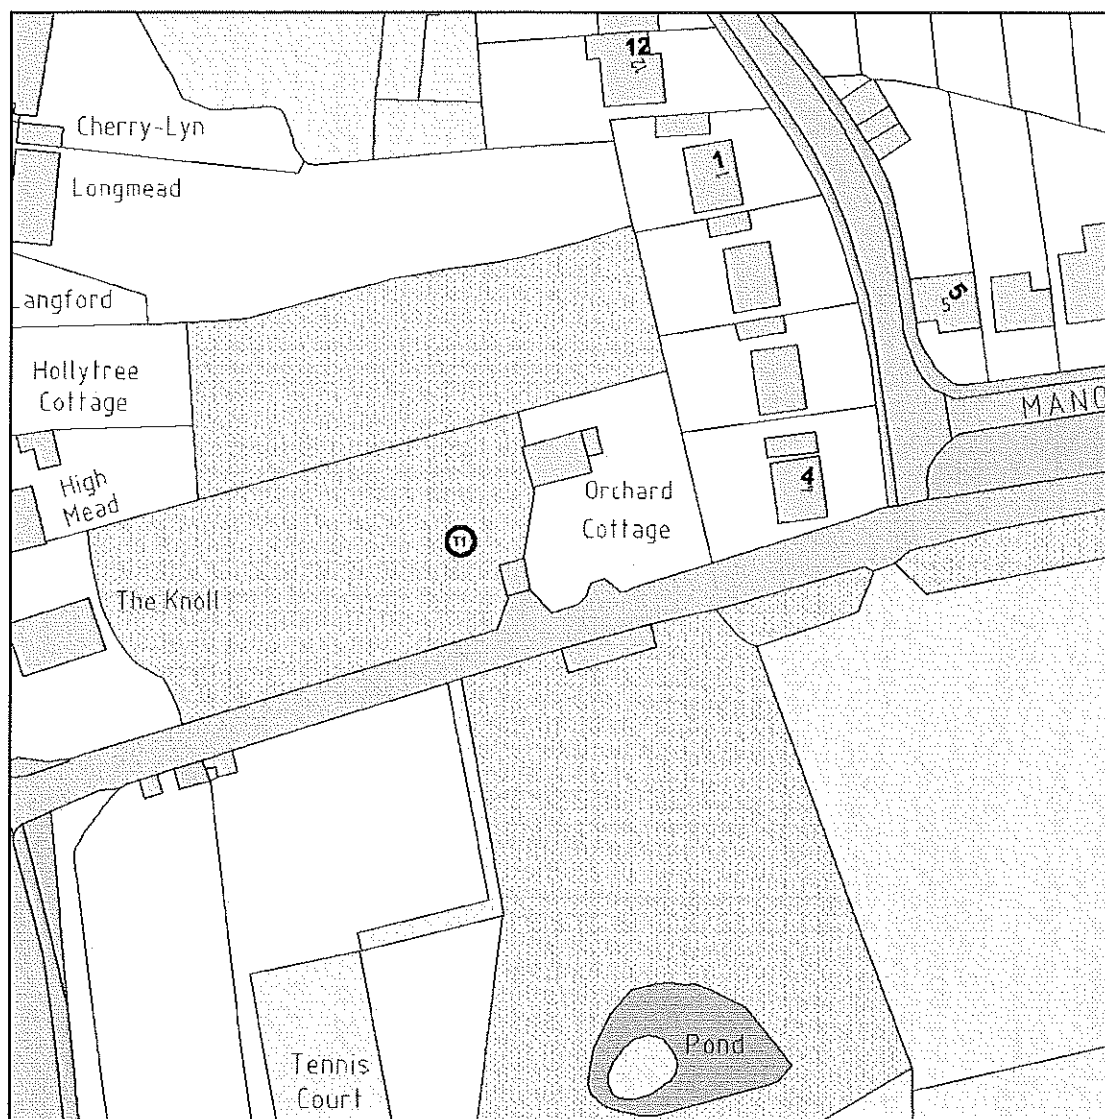 12
Cherry-Lyn
1
Longmead
Langford
5
5
Hollytree
Cottage
MANO
High
Mead
4
Orchard
Cottage
T1
The Knoll
Pond
Tennis
Court